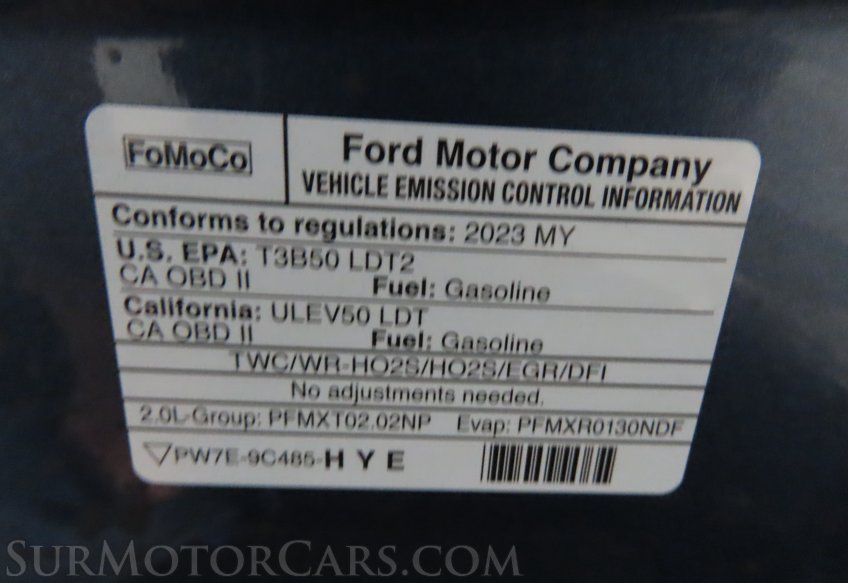 FoMoCo
Ford Motor Company
VEHICLE EMISSION CONTROL INFORMATION
Conforms to regulations: 2023 MY
U.S. EPA: T3B50 LDT2
CA OBD II Fuel: Gasoline
California: ULEV50 LDT
CA OBD II Fuel: Gasoline
TWC/WR-HO2S/HO2S/EGR/DFI
No adjustments needed.
2.0L-Group: PFMXT02.02NP Evap: PFMXR0130NDF
PW7E-9C485-HYE
SURMOTORCARS.COM